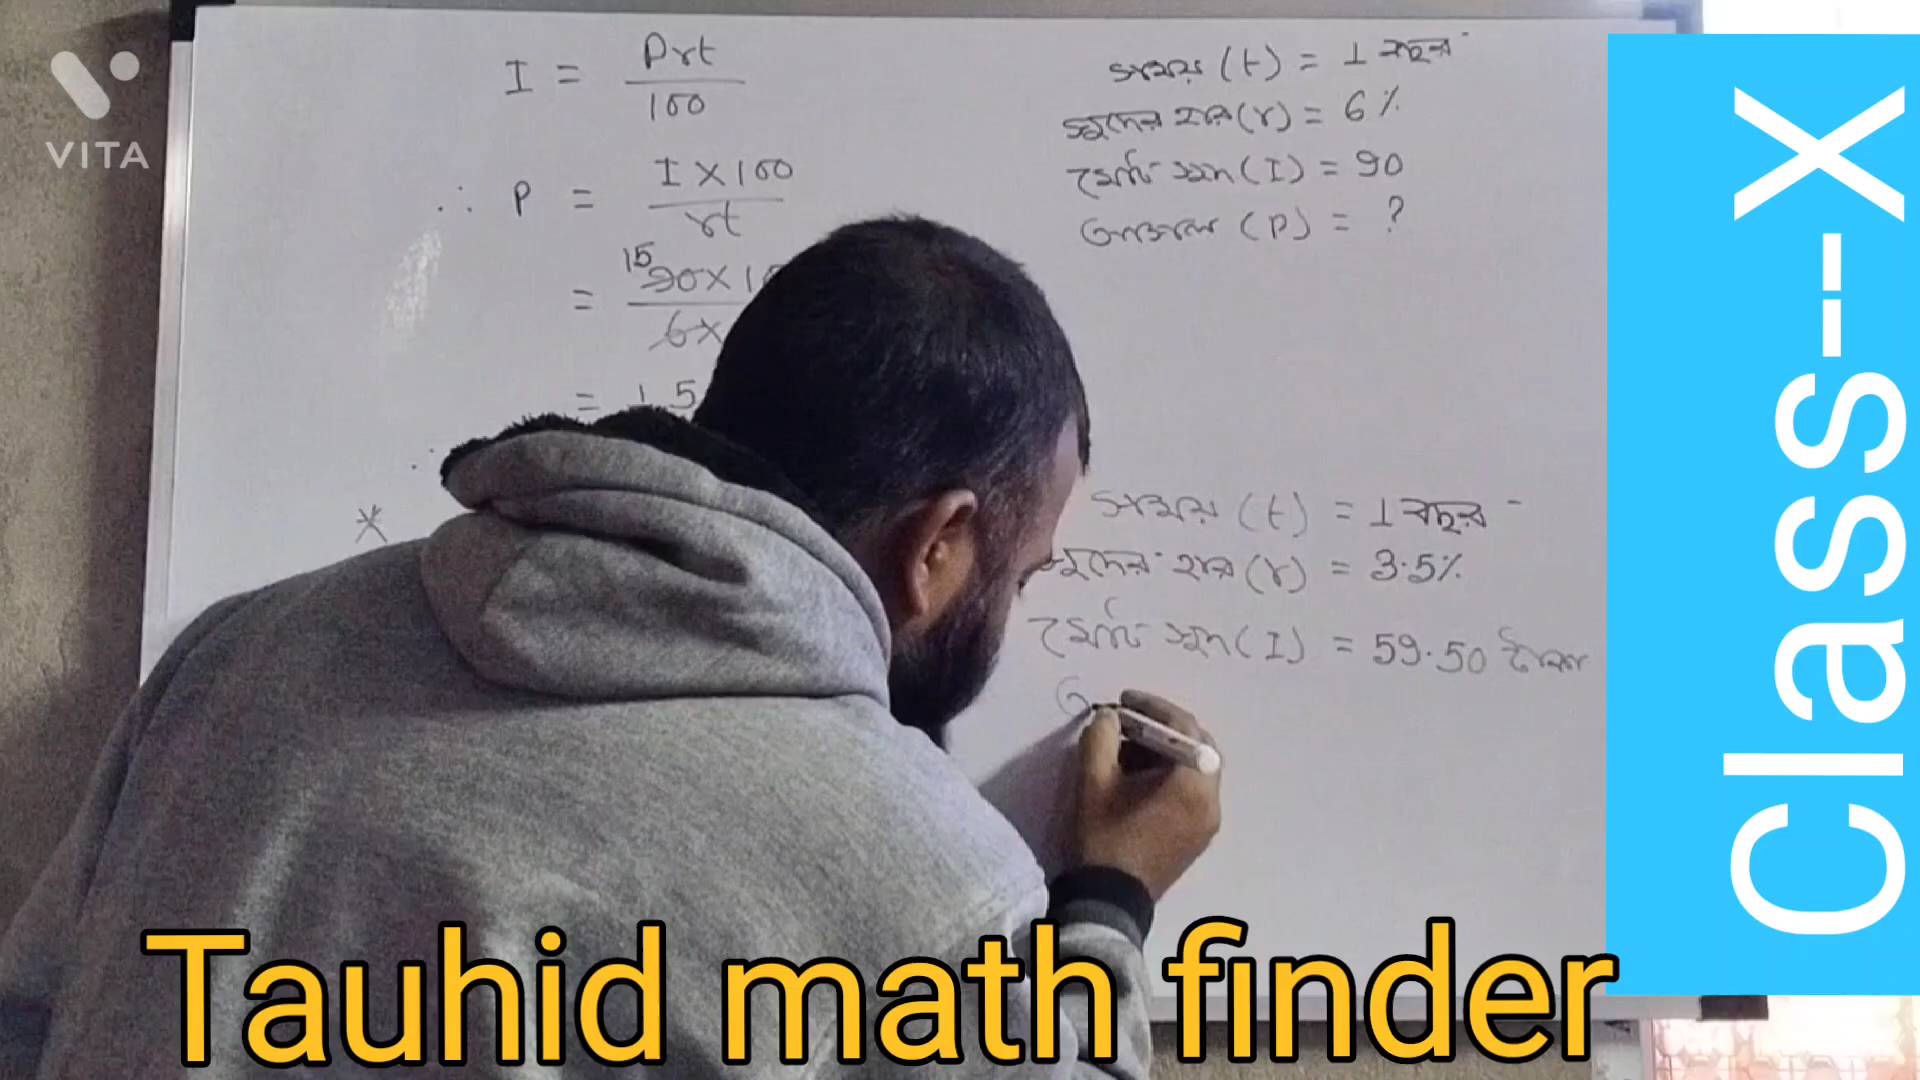 VITA
I = Prt / 100
∴ P = I × 100 / rt
= 15 90 × 10 / 6 ×
= 15
*
সময় (t) = 1 বছর
সুদের হার (r) = 6%
মোট সুদ (I) = 90
আসল (P) = ?
সময় (t) = 1 বছর
সুদের হার (r) = 3.5%
মোট সুদ (I) = 59.50 টাকা
Class--X
Tauhid math finder